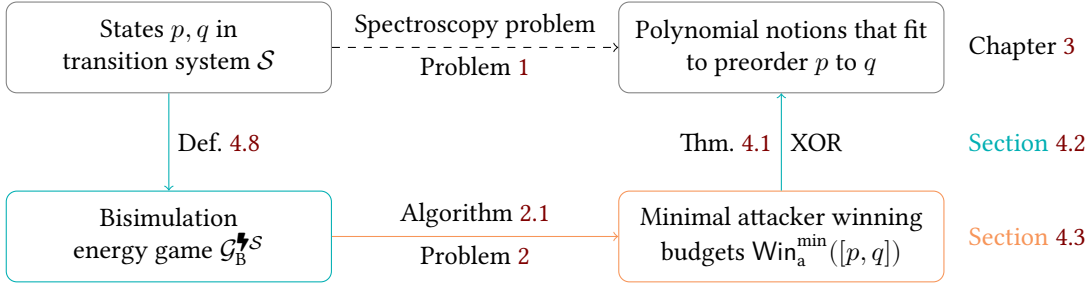 States p, q in
transition system 𝒮
Spectroscopy problem
Problem 1
Polynomial notions that fit
to preorder p to q
Chapter 3
Def. 4.8
Thm. 4.1
XOR
Section 4.2
Bisimulation
energy game 𝒢_B^⚡𝒮
Algorithm 2.1
Problem 2
Minimal attacker winning
budgets Win_a^min([p, q])
Section 4.3